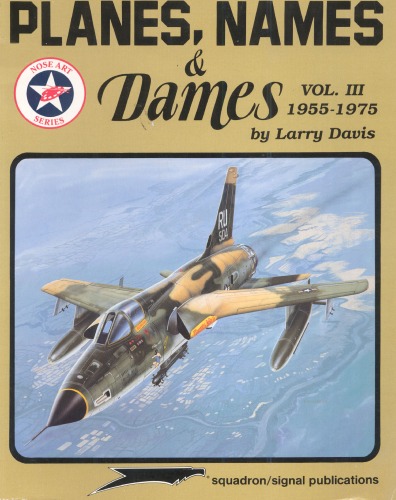 PLANES, NAMES
&
Dames
VOL. III
1955-1975
by Larry Davis
NOSE ART
SERIES
RU
squadron/signal publications